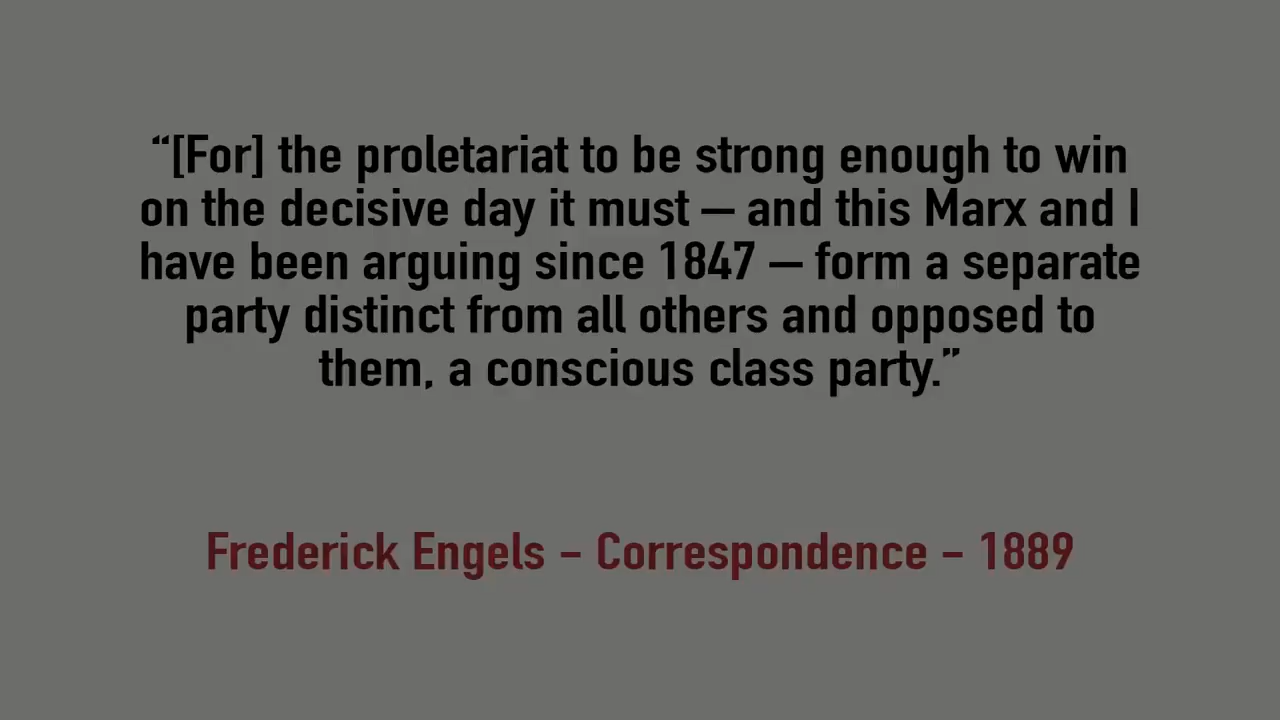 “[For] the proletariat to be strong enough to win
on the decisive day it must – and this Marx and I
have been arguing since 1847 – form a separate
party distinct from all others and opposed to
them, a conscious class party.”
Frederick Engels – Correspondence – 1889